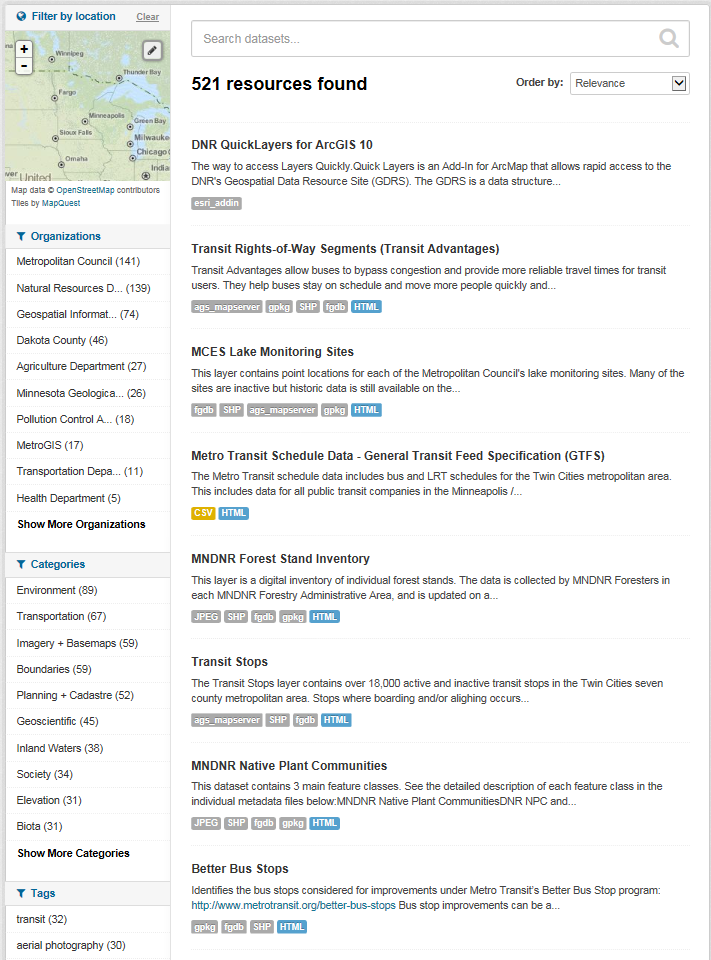 Filter by location Clear
+
-
Winnipeg
Thunder Bay
Fargo
Minneapolis
Green Bay
Sioux Falls
Milwauke
Chicago
Omaha
India
ver United
Map data © OpenStreetMap contributors
Tiles by MapQuest
Organizations
Metropolitan Council (141)
Natural Resources D... (139)
Geospatial Informat... (74)
Dakota County (46)
Agriculture Department (27)
Minnesota Geologica... (26)
Pollution Control A... (18)
MetroGIS (17)
Transportation Depa... (11)
Health Department (5)
Show More Organizations
Categories
Environment (89)
Transportation (67)
Imagery + Basemaps (59)
Boundaries (59)
Planning + Cadastre (52)
Geoscientific (45)
Inland Waters (38)
Society (34)
Elevation (31)
Biota (31)
Show More Categories
Tags
transit (32)
aerial photography (30)
Search datasets...
521 resources found
Order by: Relevance
DNR QuickLayers for ArcGIS 10
The way to access Layers Quickly.Quick Layers is an Add-In for ArcMap that allows rapid access to the
DNR's Geospatial Data Resource Site (GDRS). The GDRS is a data structure...
esri_addin
Transit Rights-of-Way Segments (Transit Advantages)
Transit Advantages allow buses to bypass congestion and provide more reliable travel times for transit
users. They help buses stay on schedule and move more people quickly and...
ags_mapserver gpkg SHP fgdb HTML
MCES Lake Monitoring Sites
This layer contains point locations for each of the Metropolitan Council's lake monitoring sites. Many of the
sites are inactive but historic data is still available on the...
fgdb SHP ags_mapserver gpkg HTML
Metro Transit Schedule Data - General Transit Feed Specification (GTFS)
The Metro Transit schedule data includes bus and LRT schedules for the Twin Cities metropolitan area.
This includes data for all public transit companies in the Minneapolis /...
CSV HTML
MNDNR Forest Stand Inventory
This layer is a digital inventory of individual forest stands. The data is collected by MNDNR Foresters in
each MNDNR Forestry Administrative Area, and is updated on a...
JPEG SHP fgdb gpkg HTML
Transit Stops
The Transit Stops layer contains over 18,000 active and inactive transit stops in the Twin Cities seven
county metropolitan area. Stops where boarding and/or alighing occurs...
ags_mapserver SHP fgdb HTML
MNDNR Native Plant Communities
This dataset contains 3 main feature classes. See the detailed description of each feature class in the
individual metadata files below:MNDNR Native Plant CommunitiesDNR NPC and...
JPEG SHP fgdb gpkg HTML
Better Bus Stops
Identifies the bus stops considered for improvements under Metro Transit's Better Bus Stop program:
http://www.metrotransit.org/better-bus-stops Bus stop improvements can be a...
gpkg fgdb SHP HTML